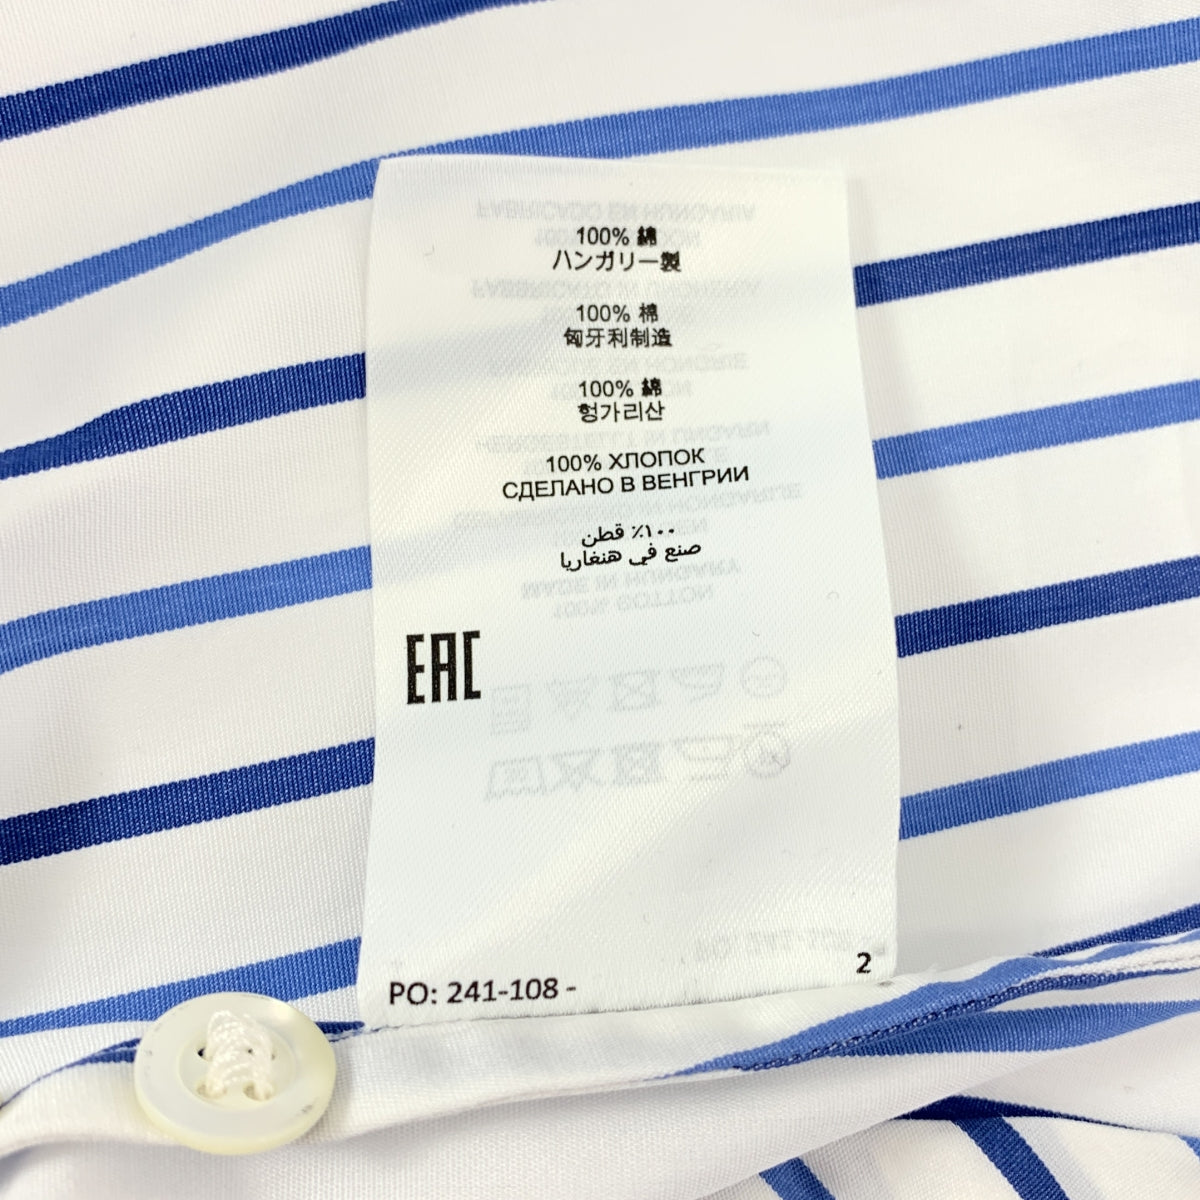 100% 綿
ハンガリー製
100% 棉
匈牙利制造
100% 綿
헝가리산
100% ХЛОПОК
СДЕЛАНО В ВЕНГРИИ
٪١٠٠ قطن
صنع في هنغاريا
EAC
2
PO: 241-108 -